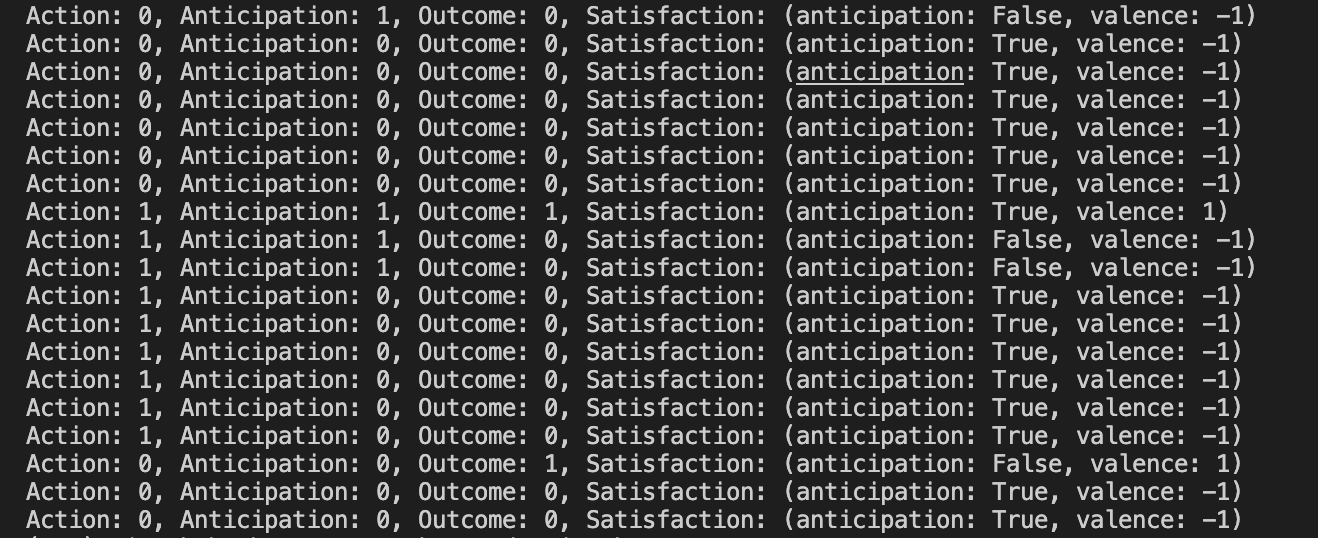 Action: 0, Anticipation: 1, Outcome: 0, Satisfaction: (anticipation: False, valence: -1)
Action: 0, Anticipation: 0, Outcome: 0, Satisfaction: (anticipation: True, valence: -1)
Action: 0, Anticipation: 0, Outcome: 0, Satisfaction: (anticipation: True, valence: -1)
Action: 0, Anticipation: 0, Outcome: 0, Satisfaction: (anticipation: True, valence: -1)
Action: 0, Anticipation: 0, Outcome: 0, Satisfaction: (anticipation: True, valence: -1)
Action: 0, Anticipation: 0, Outcome: 0, Satisfaction: (anticipation: True, valence: -1)
Action: 0, Anticipation: 0, Outcome: 0, Satisfaction: (anticipation: True, valence: -1)
Action: 1, Anticipation: 1, Outcome: 1, Satisfaction: (anticipation: True, valence: 1)
Action: 1, Anticipation: 1, Outcome: 0, Satisfaction: (anticipation: False, valence: -1)
Action: 1, Anticipation: 1, Outcome: 0, Satisfaction: (anticipation: False, valence: -1)
Action: 1, Anticipation: 0, Outcome: 0, Satisfaction: (anticipation: True, valence: -1)
Action: 1, Anticipation: 0, Outcome: 0, Satisfaction: (anticipation: True, valence: -1)
Action: 1, Anticipation: 0, Outcome: 0, Satisfaction: (anticipation: True, valence: -1)
Action: 1, Anticipation: 0, Outcome: 0, Satisfaction: (anticipation: True, valence: -1)
Action: 1, Anticipation: 0, Outcome: 0, Satisfaction: (anticipation: True, valence: -1)
Action: 1, Anticipation: 0, Outcome: 0, Satisfaction: (anticipation: True, valence: -1)
Action: 0, Anticipation: 0, Outcome: 1, Satisfaction: (anticipation: False, valence: 1)
Action: 0, Anticipation: 0, Outcome: 0, Satisfaction: (anticipation: True, valence: -1)
Action: 0, Anticipation: 0, Outcome: 0, Satisfaction: (anticipation: True, valence: -1)